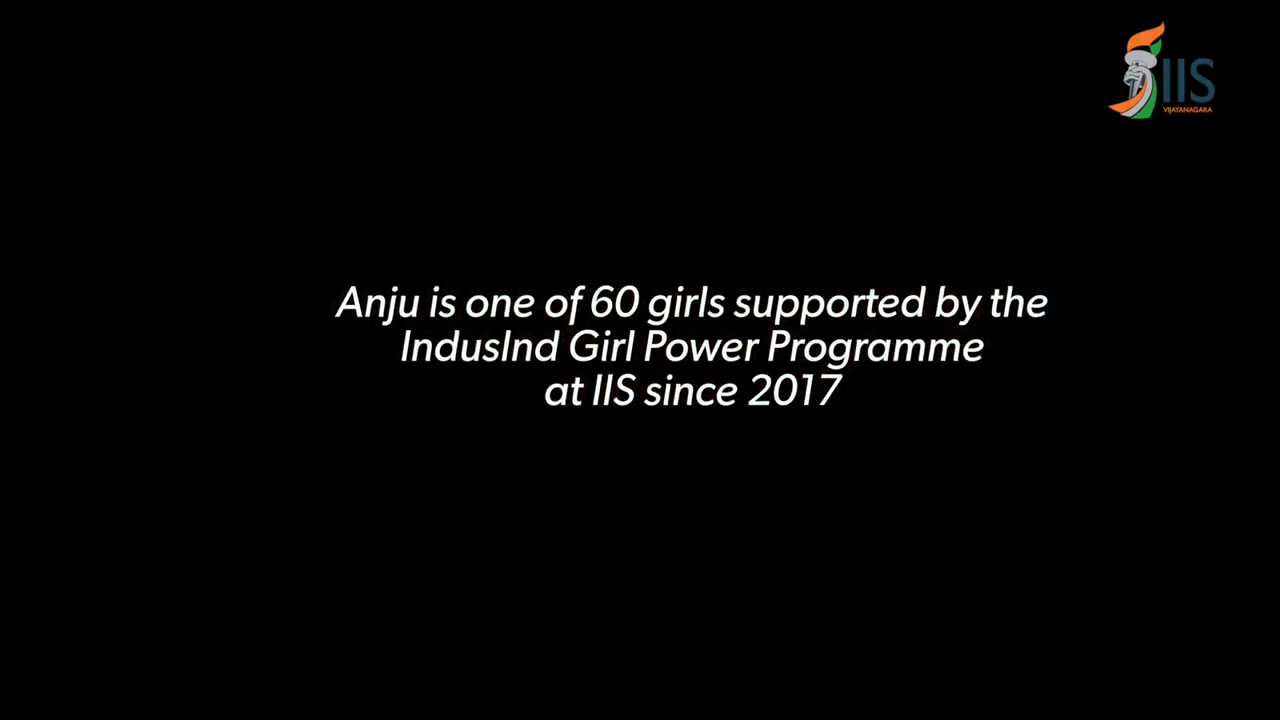 IIS
VIJAYANAGARA
Anju is one of 60 girls supported by the
IndusInd Girl Power Programme
at IIS since 2017